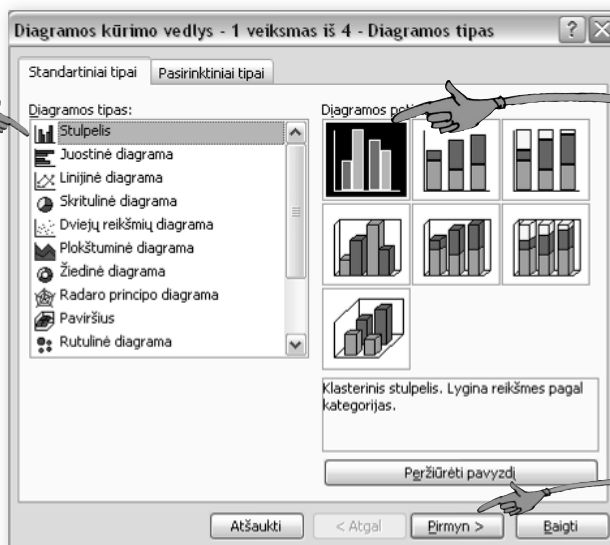 Diagramos kūrimo vedlys - 1 veiksmas iš 4 - Diagramos tipas
Standartiniai tipai
Pasirinktiniai tipai
Diagramos tipas:
Stulpelis
Juostinė diagrama
Linijinė diagrama
Skritulinė diagrama
Dviejų reikšmių diagrama
Plokštuminė diagrama
Žiedinė diagrama
Radaro principo diagrama
Paviršius
Rutulinė diagrama
Diagramos
Klasterinis stulpelis. Lygina reikšmes pagal
kategorijas.
Peržiūrėti pavyzdį
Atšaukti
< Atgal
Pirmyn >
Baigti